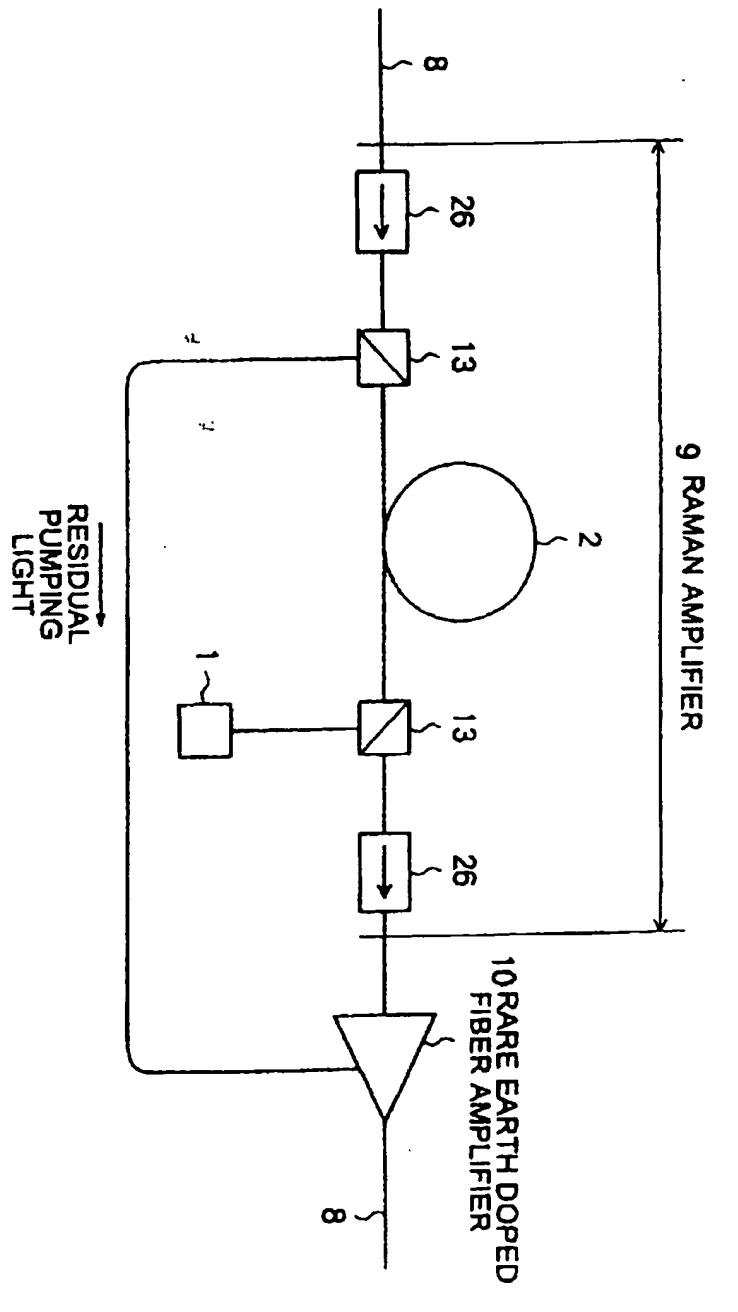 9 RAMAN AMPLIFIER
2
10 RARE EARTH DOPED
FIBER AMPLIFIER
8
26
13
13
26
8
1
RESIDUAL
PUMPING
LIGHT